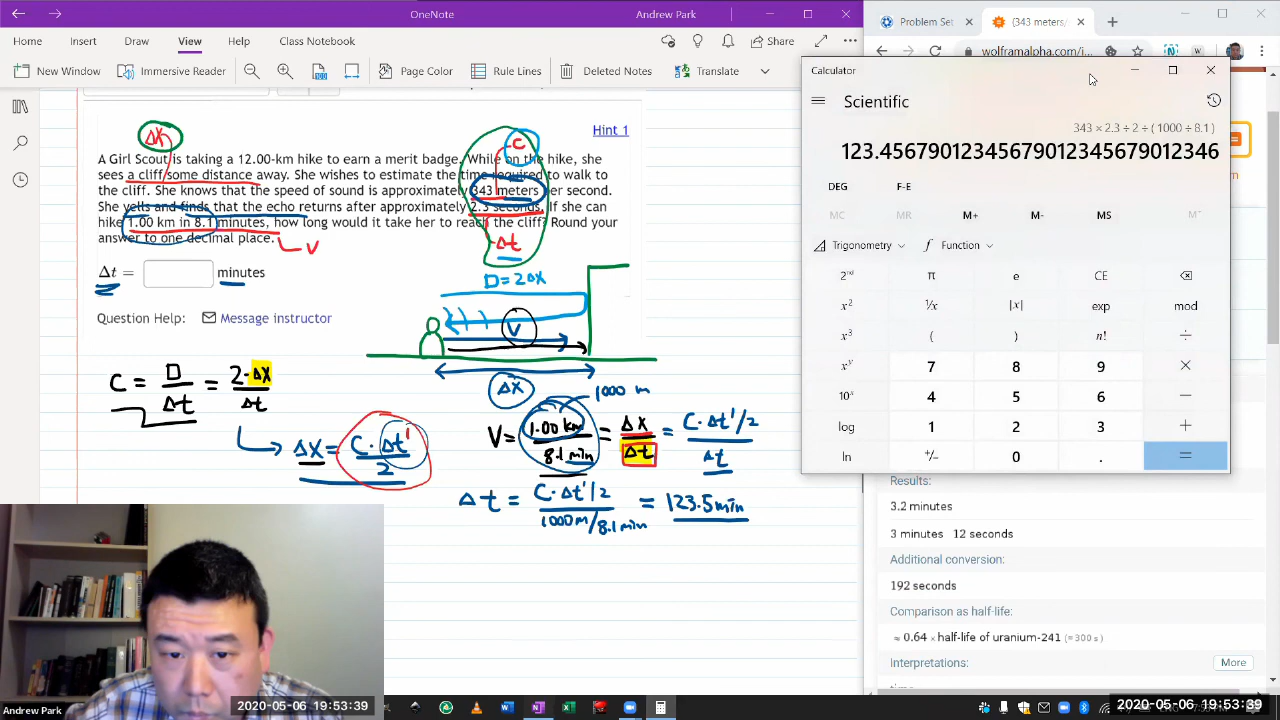 OneNote
Andrew Park
Home
Insert
Draw
View
Help
Class Notebook
Share
New Window
Immersive Reader
Page Color
Rule Lines
Deleted Notes
Translate
Hint 1
Δx
C
A Girl Scout is taking a 12.00-km hike to earn a merit badge. While on the hike, she
sees a cliff some distance away. She wishes to estimate the time required to walk to
the cliff. She knows that the speed of sound is approximately 343 meters per second.
She yells and finds that the echo returns after approximately 2.3 seconds. If she can
hike 1.00 km in 8.1 minutes, how long would it take her to reach the cliff? Round your
answer to one decimal place.
V
Δt
Δt = minutes
D=2Δx
Question Help: Message instructor
V
Δx
1000 m
C = D/Δt = 2·Δx/Δt
Δx = C·Δt'/2
V = 1.00 km/8.1 min = Δx/Δt = C·Δt'/2/Δt
Δt = C·Δt'/2/1000m/8.1 min = 123.5min
Problem Set
(343 meters/
wolframalpha.com/i...
Calculator
Scientific
343 × 2.3 ÷ 2 ÷ (1000 ÷ 8.1)
123.45679012345679012345679012346
DEG
F-E
MC
MR
M+
M-
MS
M˅
Trigonometry
Function
2nd
π
e
CE
x²
¹/x
|x|
exp
mod
x³
(
)
n!
÷
xʸ
7
8
9
×
10ˣ
4
5
6
−
log
1
2
3
+
ln
+/−
0
.
=
Results:
3.2 minutes
3 minutes 12 seconds
Additional conversion:
192 seconds
Comparison as half-life:
≈ 0.64 × half-life of uranium-241 (≈ 300 s)
Interpretations:
More
Andrew Park
2020-05-06 19:53:39
2020-05-06 19:53:39